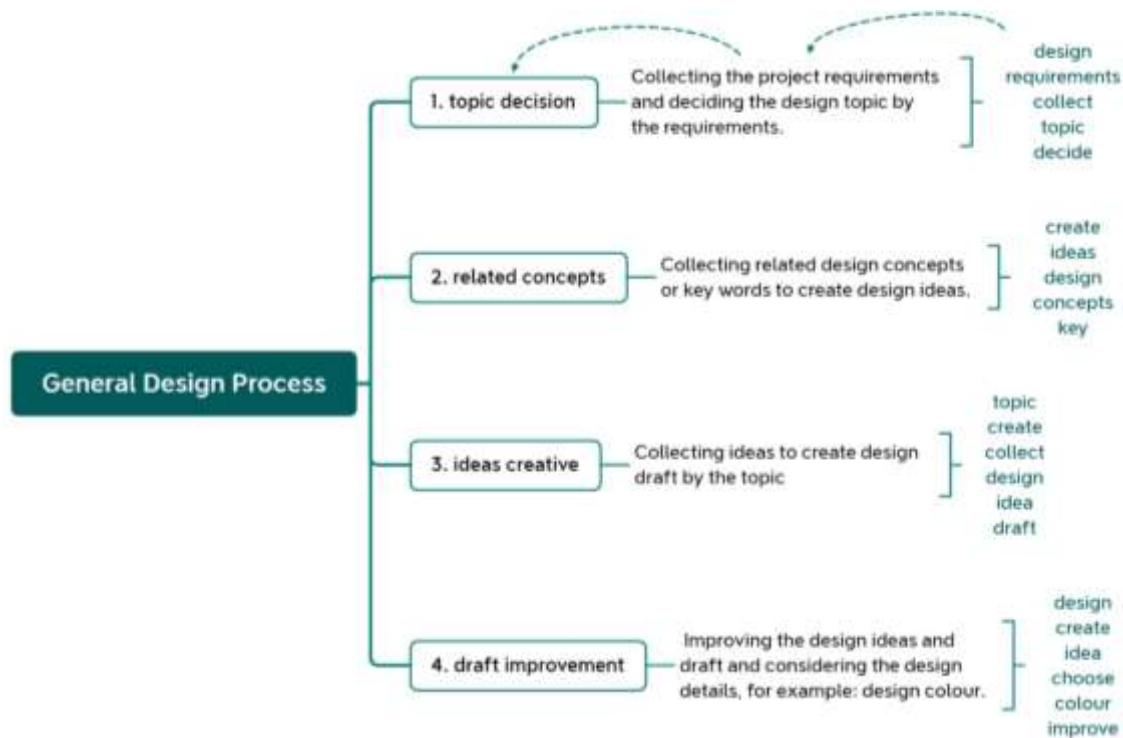 General Design Process
1. topic decision
Collecting the project requirements
and deciding the design topic by
the requirements.
design
requirements
collect
topic
decide
2. related concepts
Collecting related design concepts
or key words to create design ideas.
create
ideas
design
concepts
key
3. ideas creative
Collecting ideas to create design
draft by the topic
topic
create
collect
design
idea
draft
4. draft improvement
Improving the design ideas and
draft and considering the design
details, for example: design colour.
design
create
idea
choose
colour
improve